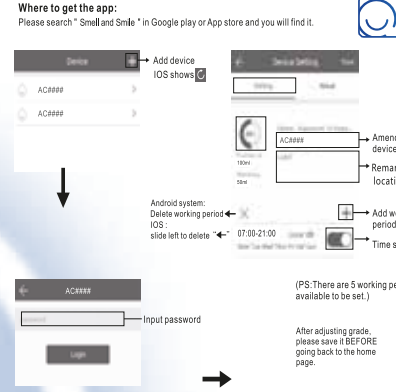 Where to get the app:
Please search " Smell and Smile " in Google play or App store and you will find it.
Device
Add device
IOS shows
AC####
AC####
Device Setting
AC####
Amend
device
Remar
locati
100ml
50ml
Android system:
Delete working period
IOS :
slide left to delete "←"
07:00-21:00
Add wo
period
Time s
AC####
Input password
Login
(PS:There are 5 working pe
available to be set.)
After adjusting grade,
please save it BEFORE
going back to the home
page.